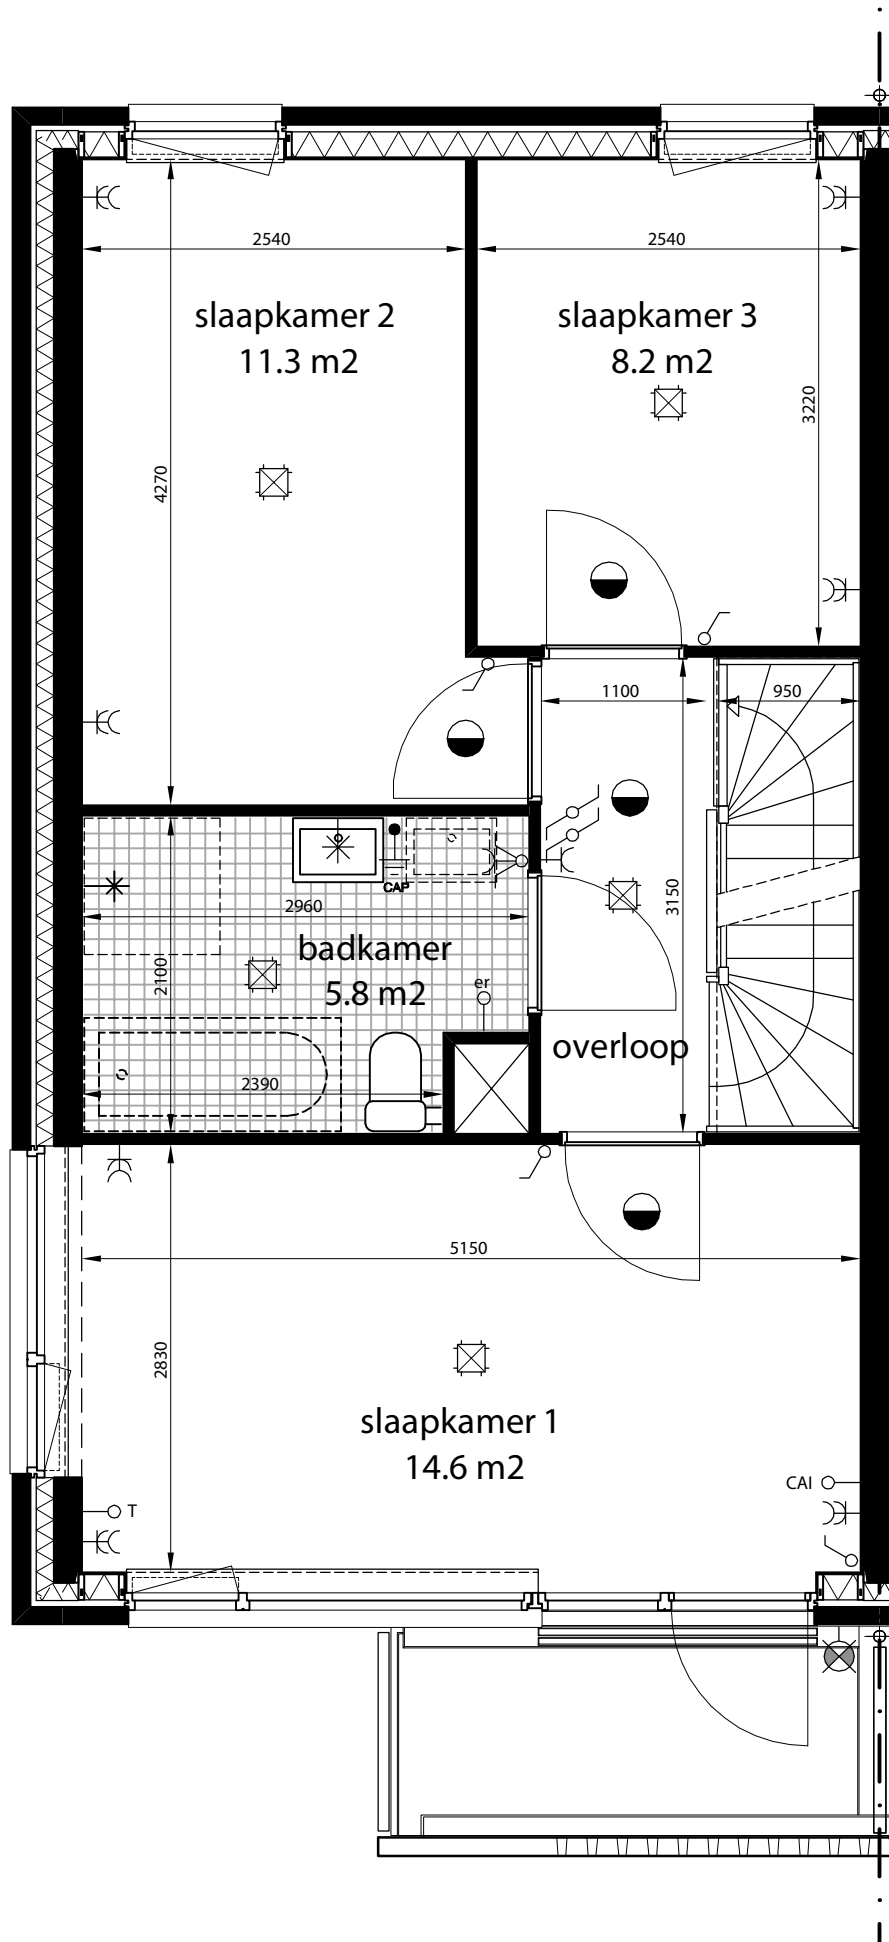 2540
2540
slaapkamer 2
11.3 m2
slaapkamer 3
8.2 m2
3220
4270
1100
950
CAP
2960
3150
badkamer
5.8 m2
2100
er
overloop
2390
5150
2830
slaapkamer 1
14.6 m2
CAI
T